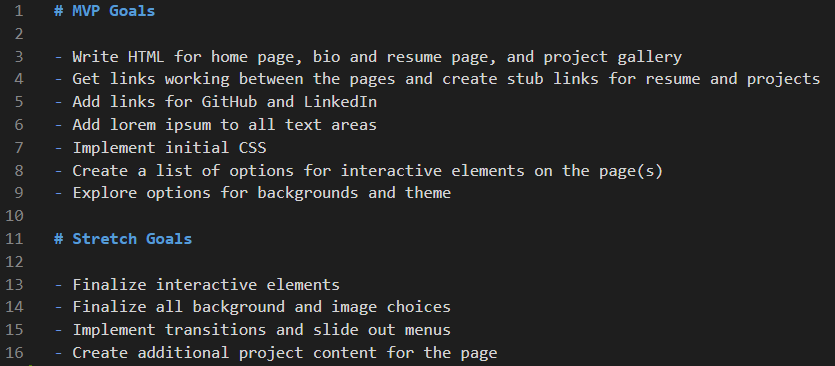 1 # MVP Goals
2
3 - Write HTML for home page, bio and resume page, and project gallery
4 - Get links working between the pages and create stub links for resume and projects
5 - Add links for GitHub and LinkedIn
6 - Add lorem ipsum to all text areas
7 - Implement initial CSS
8 - Create a list of options for interactive elements on the page(s)
9 - Explore options for backgrounds and theme
10
11 # Stretch Goals
12
13 - Finalize interactive elements
14 - Finalize all background and image choices
15 - Implement transitions and slide out menus
16 - Create additional project content for the page